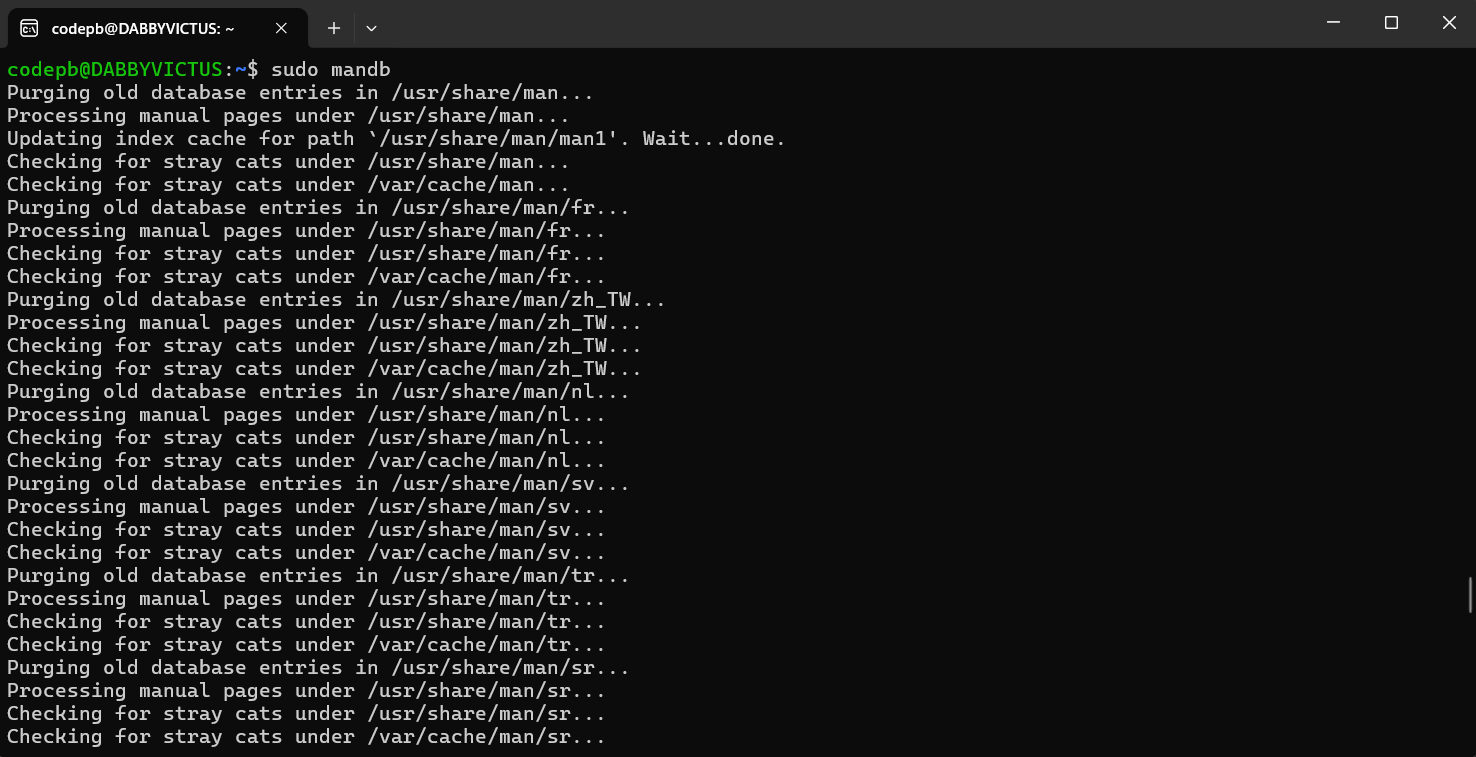 codepb@DABBYVICTUS: ~
codepb@DABBYVICTUS:~$ sudo mandb
Purging old database entries in /usr/share/man...
Processing manual pages under /usr/share/man...
Updating index cache for path `/usr/share/man/man1'. Wait...done.
Checking for stray cats under /usr/share/man...
Checking for stray cats under /var/cache/man...
Purging old database entries in /usr/share/man/fr...
Processing manual pages under /usr/share/man/fr...
Checking for stray cats under /usr/share/man/fr...
Checking for stray cats under /var/cache/man/fr...
Purging old database entries in /usr/share/man/zh_TW...
Processing manual pages under /usr/share/man/zh_TW...
Checking for stray cats under /usr/share/man/zh_TW...
Checking for stray cats under /var/cache/man/zh_TW...
Purging old database entries in /usr/share/man/nl...
Processing manual pages under /usr/share/man/nl...
Checking for stray cats under /usr/share/man/nl...
Checking for stray cats under /var/cache/man/nl...
Purging old database entries in /usr/share/man/sv...
Processing manual pages under /usr/share/man/sv...
Checking for stray cats under /usr/share/man/sv...
Checking for stray cats under /var/cache/man/sv...
Purging old database entries in /usr/share/man/tr...
Processing manual pages under /usr/share/man/tr...
Checking for stray cats under /usr/share/man/tr...
Checking for stray cats under /var/cache/man/tr...
Purging old database entries in /usr/share/man/sr...
Processing manual pages under /usr/share/man/sr...
Checking for stray cats under /usr/share/man/sr...
Checking for stray cats under /var/cache/man/sr...